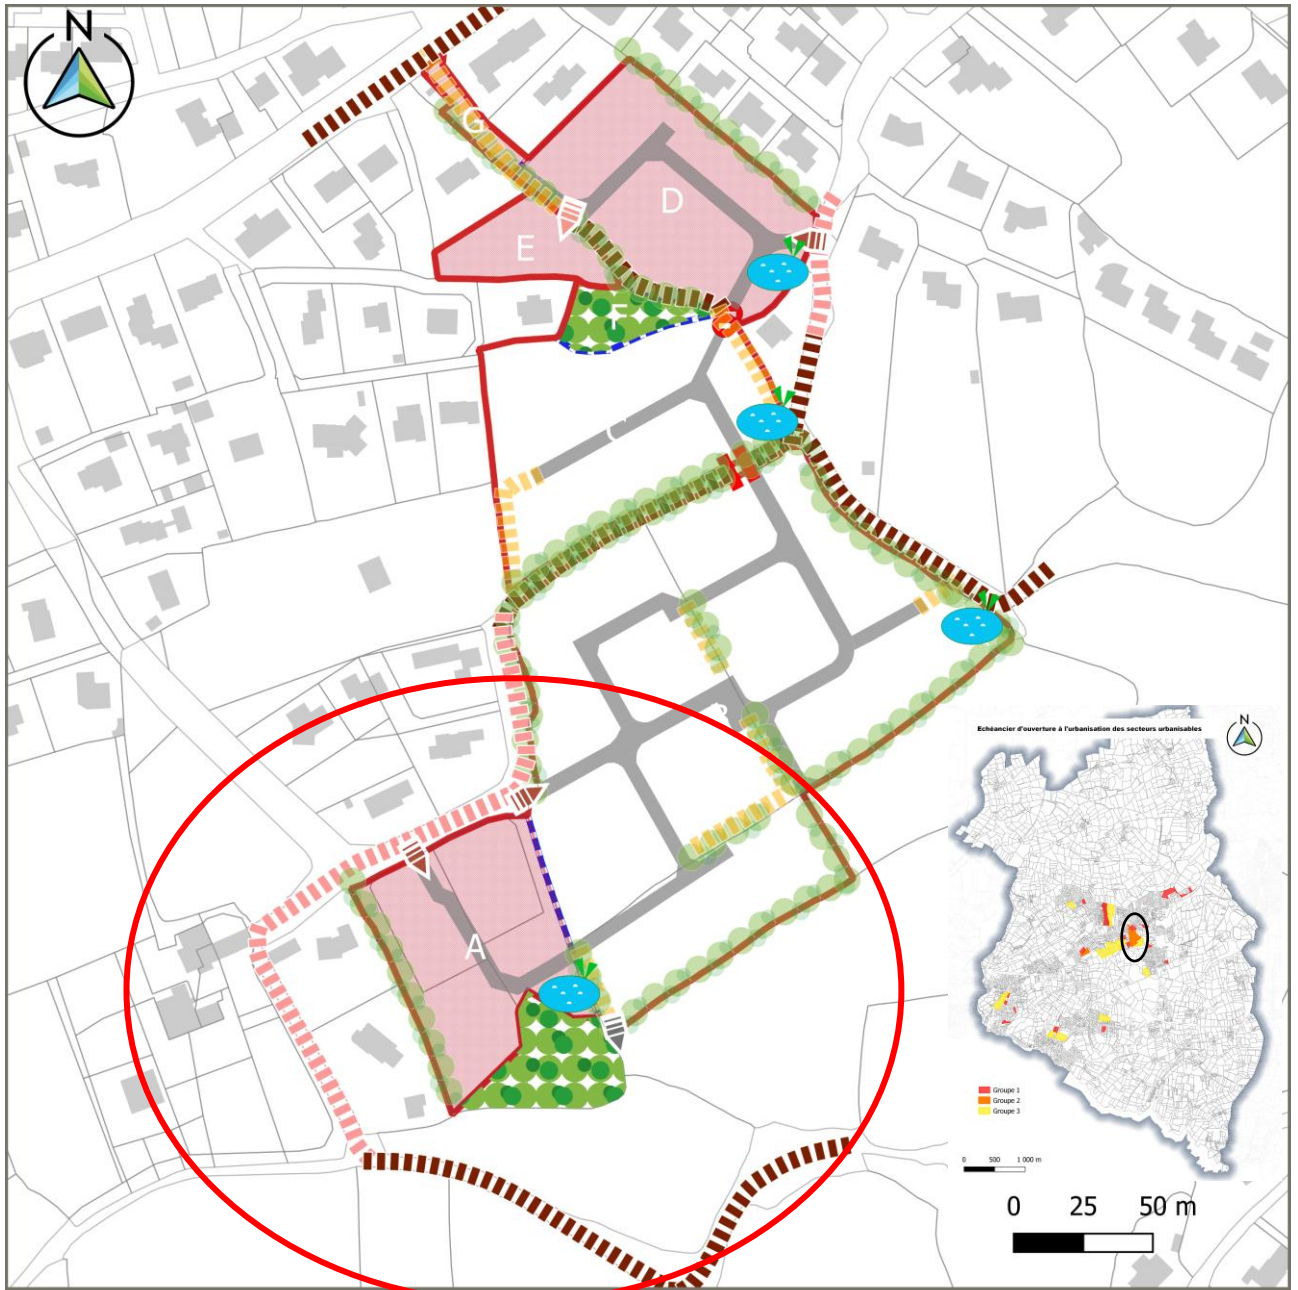 N
G
D
E
F
C
B
A
Echéancier d'ouverture à l'urbanisation des secteurs urbanisables
N
Groupe 1
Groupe 2
Groupe 3
0 500 1 000 m
0 25 50 m